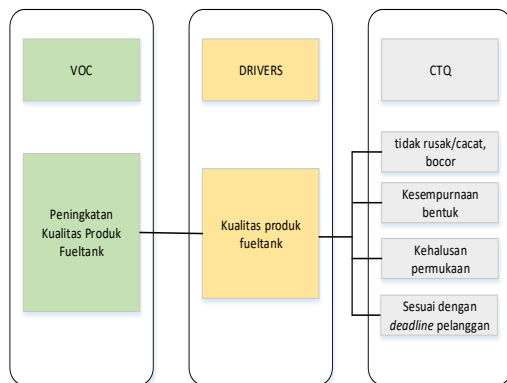 VOC
DRIVERS
CTQ
Peningkatan
Kualitas Produk
Fueltank
Kualitas produk
fueltank
tidak rusak/cacat,
bocor
Kesempurnaan
bentuk
Kehalusan
permukaan
Sesuai dengan
deadline pelanggan